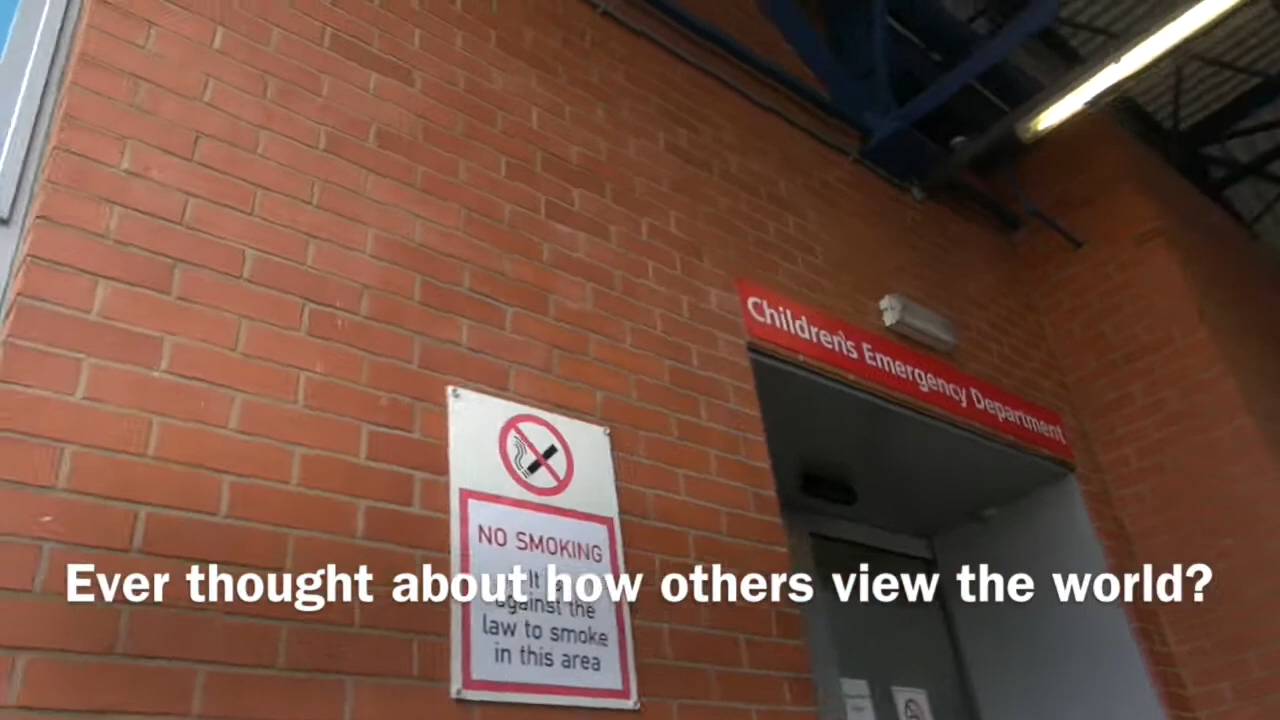 Children's Emergency Department
NO SMOKING
It
against the
law to smoke
in this area
Ever thought about how others view the world?